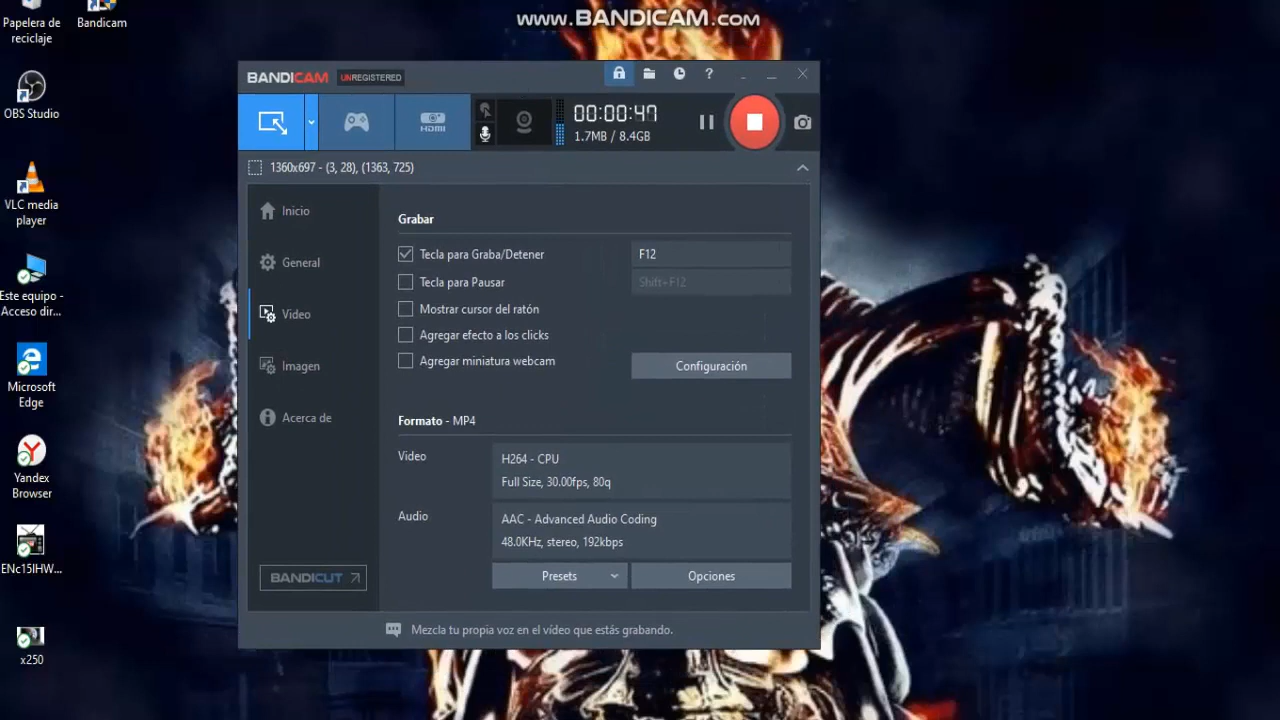 www.BANDICAM.com
Papelera de
reciclaje
Bandicam
OBS Studio
VLC media
player
Este equipo -
Acceso dir...
Microsoft
Edge
Yandex
Browser
ENc15IHW...
x250
BANDICAM UNREGISTERED
HDMI
00:00:47
1.7MB / 8.4GB
1360x697 - (3, 28), (1363, 725)
Inicio
General
Video
Imagen
Acerca de
BANDICUT
Grabar
Tecla para Graba/Detener F12
Tecla para Pausar Shift+F12
Mostrar cursor del ratón
Agregar efecto a los clicks
Agregar miniatura webcam
Configuración
Formato - MP4
Video H264 - CPU
Full Size, 30.00fps, 80q
Audio AAC - Advanced Audio Coding
48.0KHz, stereo, 192kbps
Presets Opciones
Mezcla tu propia voz en el vídeo que estás grabando.